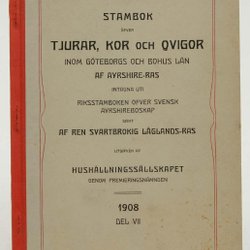 STAMBOK
ÖFVER
TJURAR, KOR OCH QVIGOR
INOM GÖTEBORGS OCH BOHUS LÄN
AF AYRSHIRE-RAS
INTAGNA UTI
RIKSSTAMBOKEN ÖFVER SVENSK
AYRSHIREBOSKAP
SAMT
AF REN SVARTBROKIG LÅGLANDS-RAS
UTGIFVEN AF
HUSHÅLLNINGSSÄLLSKAPET
GENOM PREMIERINGSNÄMNDEN
1908
DEL VII